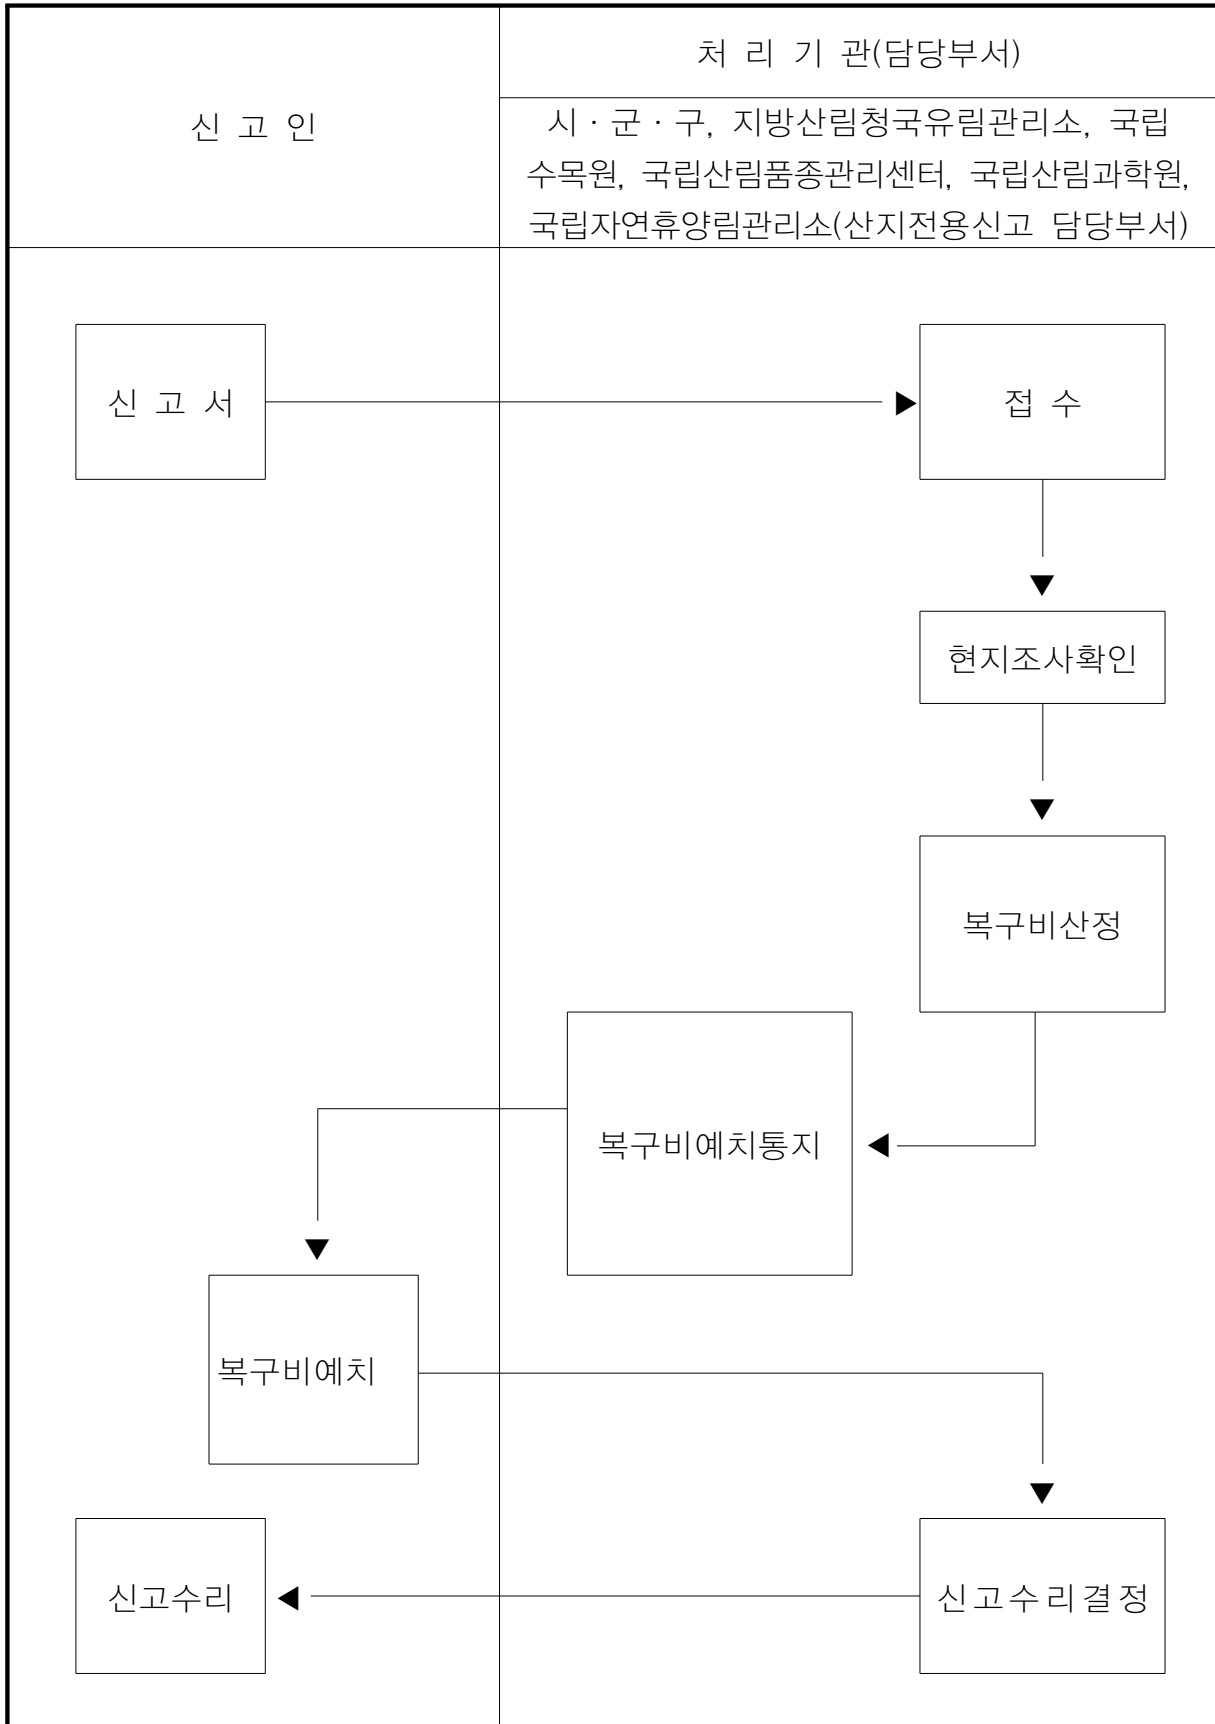 신 고 인
처 리 기 관(담당부서)
시 · 군 · 구, 지방산림청국유림관리소, 국립
수목원, 국립산림품종관리센터, 국립산림과학원,
국립자연휴양림관리소(산지전용신고 담당부서)
신 고 서
접 수
현지조사확인
복구비산정
복구비예치통지
복구비예치
신고수리
신고수리결정